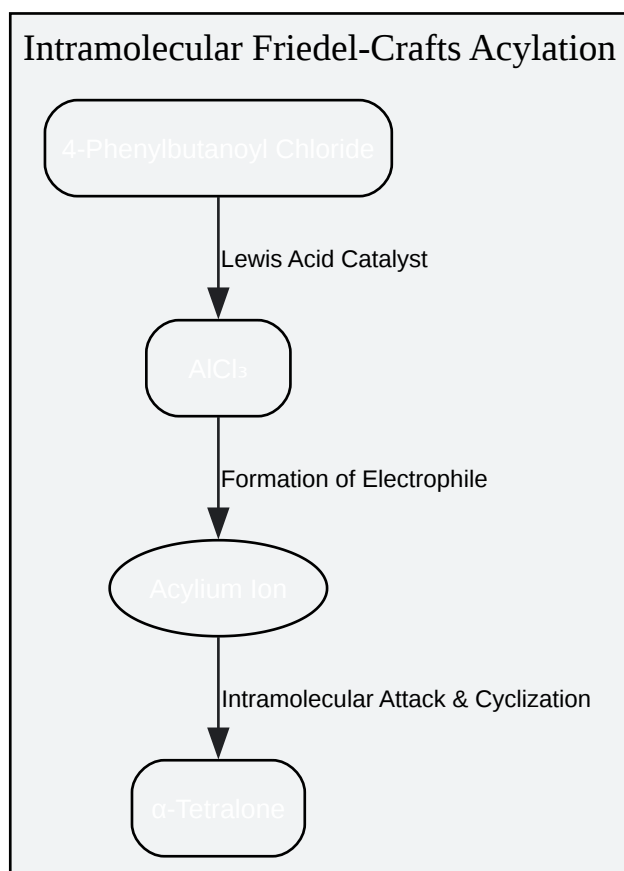 Intramolecular Friedel-Crafts Acylation
4-Phenylbutanoyl Chloride
Lewis Acid Catalyst
AlCl₃
Formation of Electrophile
Acylium Ion
Intramolecular Attack & Cyclization
α-Tetralone